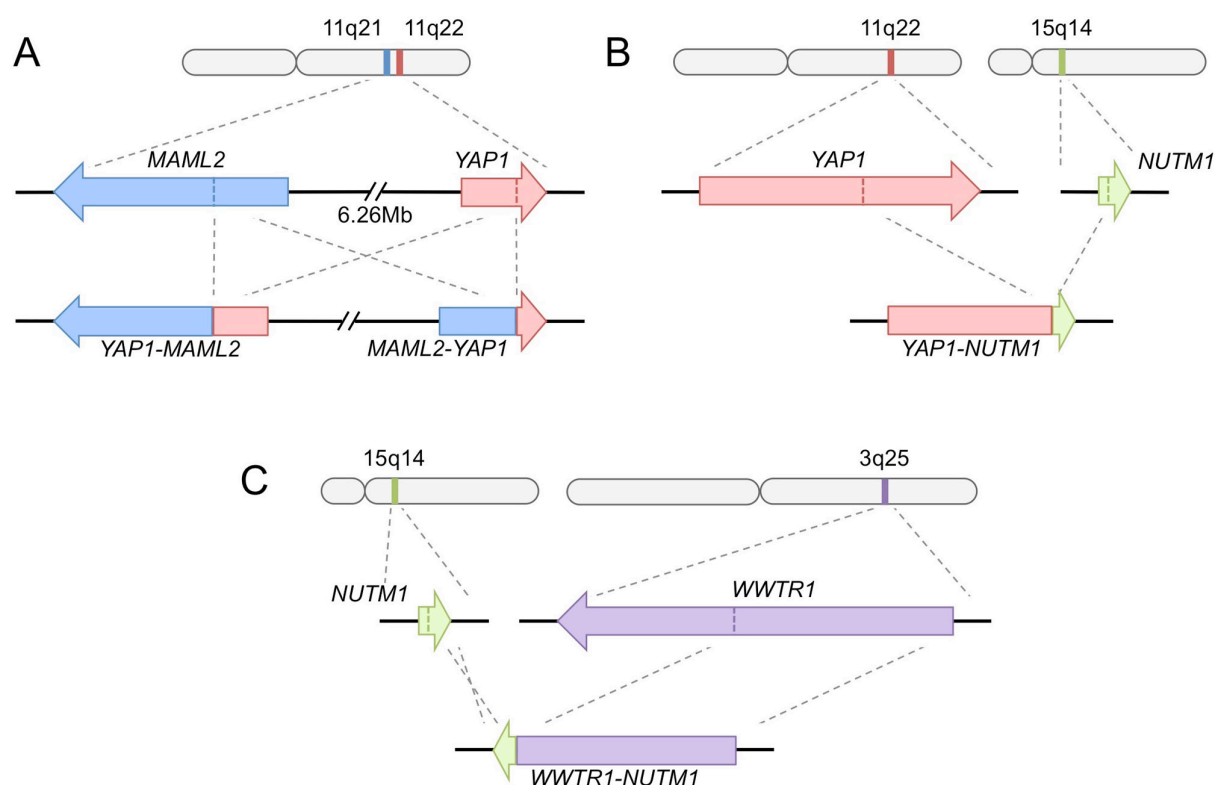 A
11q21 11q22
MAML2
YAP1
6.26Mb
YAP1-MAML2
MAML2-YAP1
B
11q22
15q14
YAP1
NUTM1
YAP1-NUTM1
C
15q14
3q25
NUTM1
WWTR1
WWTR1-NUTM1